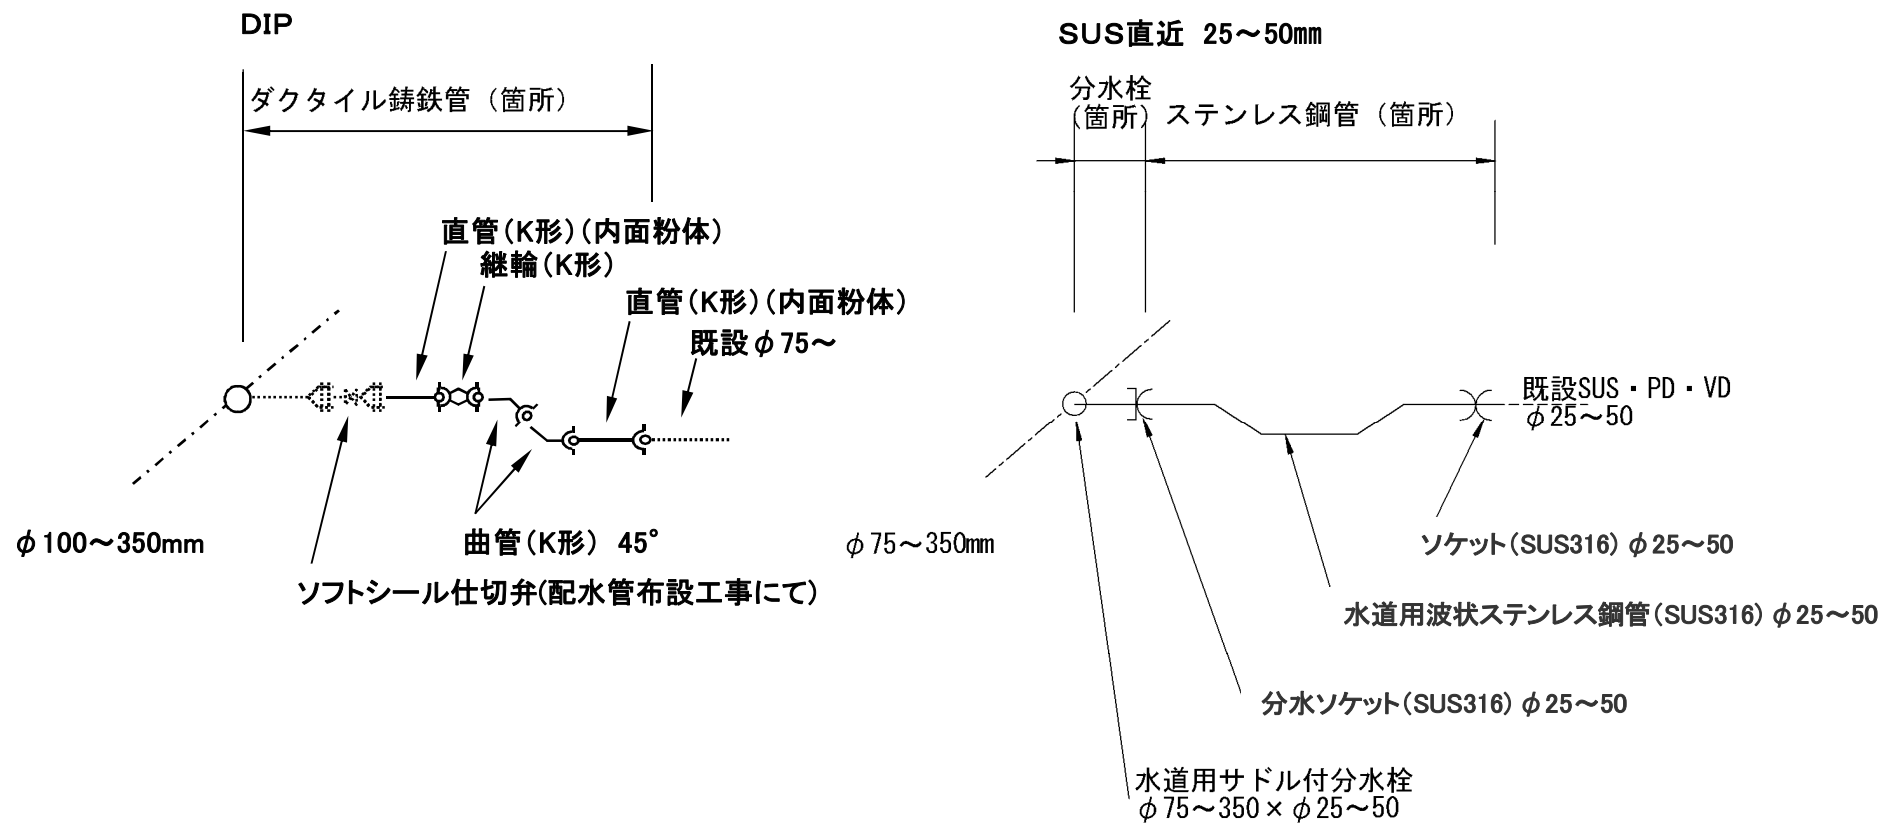 DIP
ダクタイル鋳鉄管（箇所）
直管（K形）（内面粉体）
継輪（K形）
直管（K形）（内面粉体）
既設φ75～
φ100～350mm
曲管（K形） 45°
ソフトシール仕切弁(配水管布設工事にて)
SUS直近 25～50mm
分水栓
（箇所）
ステンレス鋼管（箇所）
既設SUS・PD・VD
φ25～50
φ75～350mm
ソケット（SUS316）φ25～50
水道用波状ステンレス鋼管（SUS316）φ25～50
分水ソケット（SUS316）φ25～50
水道用サドル付分水栓
φ75～350×φ25～50